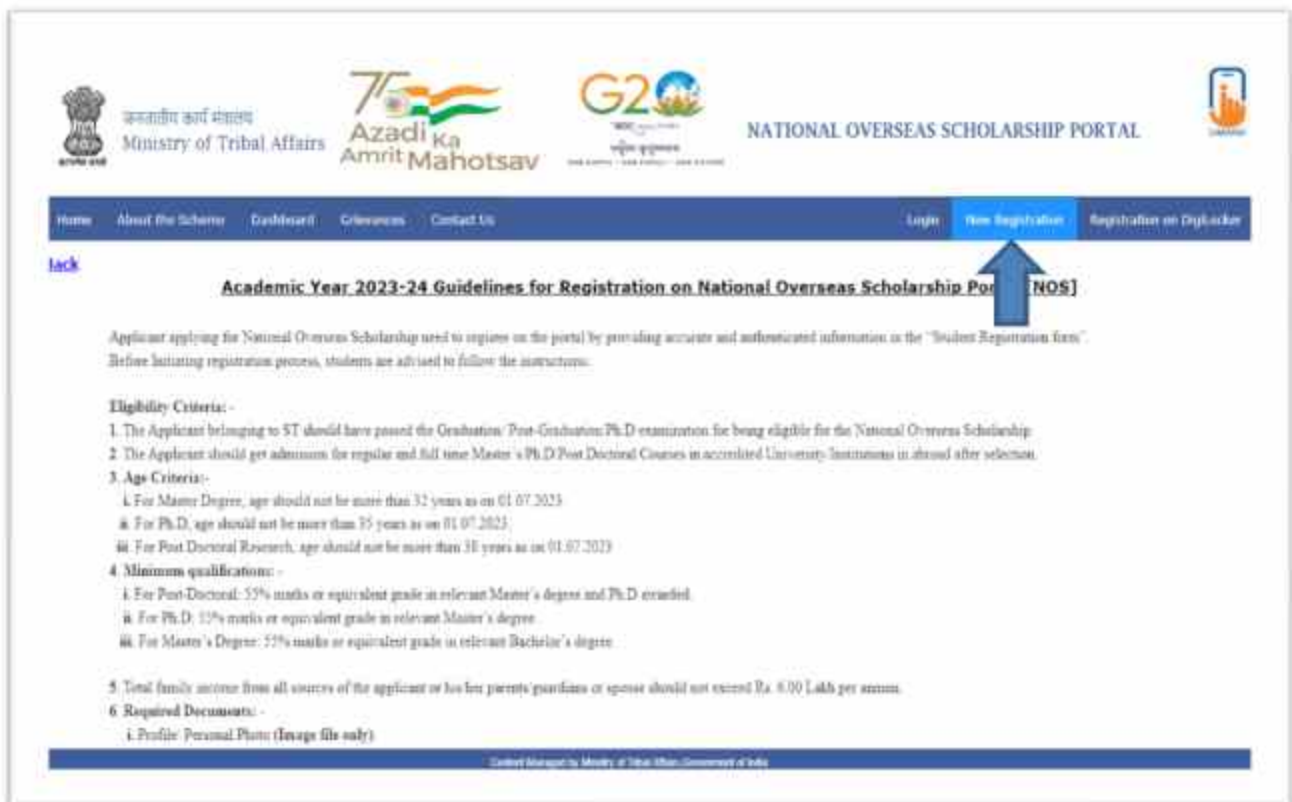 जनजातीय कार्य मंत्रालय
Ministry of Tribal Affairs
75
Azadi Ka
Amrit Mahotsav
G20
NATIONAL OVERSEAS SCHOLARSHIP PORTAL
Home About the Scheme Dashboard Grievances Contact Us Login New Registration Registration on DigiLocker
Back
Academic Year 2023-24 Guidelines for Registration on National Overseas Scholarship [NOS]
Applicant applying for National Overseas Scholarship need to register on the portal by providing accurate and authenticated information in the "Student Registration form".
Before Initiating registration process, students are advised to follow the instructions:
Eligibility Criteria: -
1. The Applicant belonging to ST should have passed the Graduation/ Post-Graduation/Ph.D examination for being eligible for the National Overseas Scholarship.
2. The Applicant should get admission for regular and full time Master's/Ph.D/Post Doctoral Courses in accredited University/Institutions in abroad after selection.
3. Age Criteria:-
i. For Master Degree, age should not be more than 32 years as on 01.07.2023
ii. For Ph.D, age should not be more than 35 years as on 01.07.2023.
iii. For Post Doctoral Research, age should not be more than 38 years as on 01.07.2023
4. Minimum qualifications: -
i. For Post-Doctoral: 55% marks or equivalent grade in relevant Master's degree and Ph.D awarded.
ii. For Ph.D: 55% marks or equivalent grade in relevant Master's degree.
iii. For Master's Degree: 55% marks or equivalent grade in relevant Bachelor's degree.
5. Total family income from all sources of the applicant or his/her parents/guardians or spouse should not exceed Rs. 6.00 Lakh per annum.
6. Required Documents: -
i. Profile: Personal Photo (Image file only)
Content Managed by Ministry of Tribal Affairs,Government of India